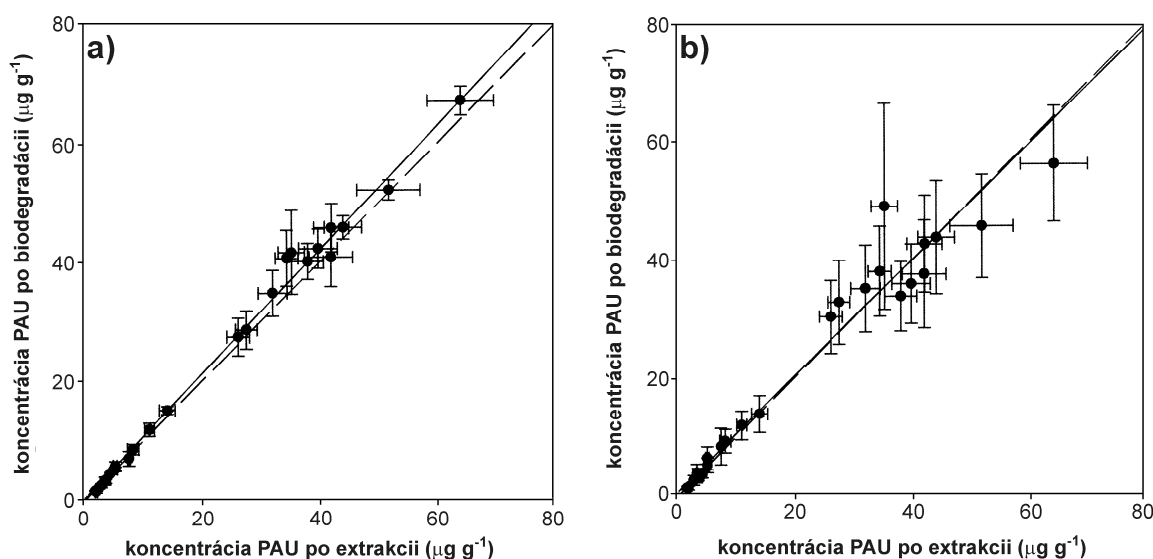 a)
koncentrácia PAU po biodegradácii (µg g-1)
80
60
40
20
0
0 20 40 60 80
koncentrácia PAU po extrakcii (µg g-1)
b)
koncentrácia PAU po biodegradácii (µg g-1)
80
60
40
20
0
0 20 40 60 80
koncentrácia PAU po extrakcii (µg g-1)